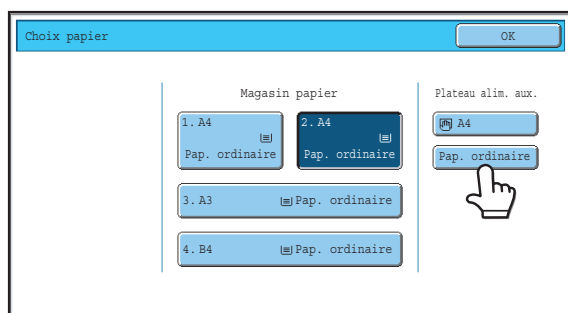 Choix papier
OK
Magasin papier
Plateau alim. aux.
1. A4
Pap. ordinaire
2. A4
Pap. ordinaire
A4
Pap. ordinaire
3. A3 Pap. ordinaire
4. B4 Pap. ordinaire